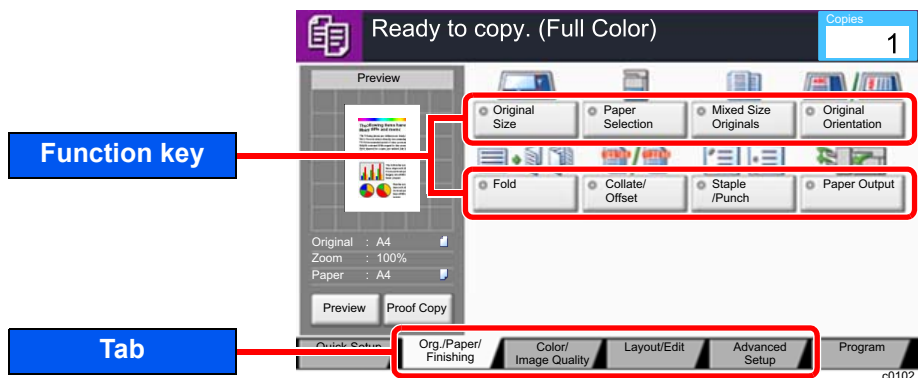 Ready to copy. (Full Color)
Copies
1
Preview
Original
Size
Paper
Selection
Mixed Size
Originals
Original
Orientation
Function key
Fold
Collate/
Offset
Staple
/Punch
Paper Output
Original : A4
Zoom : 100%
Paper : A4
Preview
Proof Copy
Tab
Quick Setup
Org./Paper/
Finishing
Color/
Image Quality
Layout/Edit
Advanced
Setup
Program
c0102